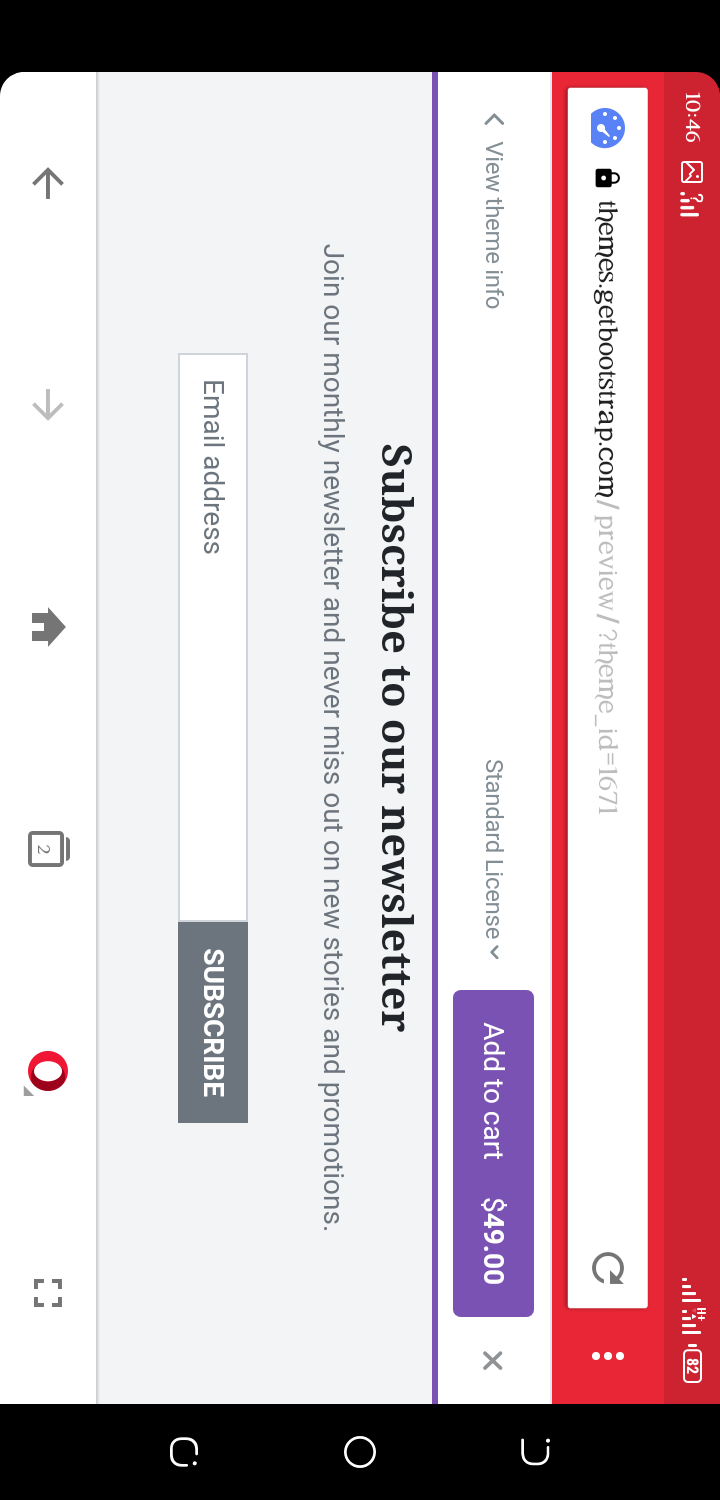 10:46
?
H+
82
themes.getbootstrap.com/preview/?theme_id=1671
View theme info
Standard License
Add to cart $49.00
Subscribe to our newsletter
Join our monthly newsletter and never miss out on new stories and promotions.
Email address
SUBSCRIBE
2